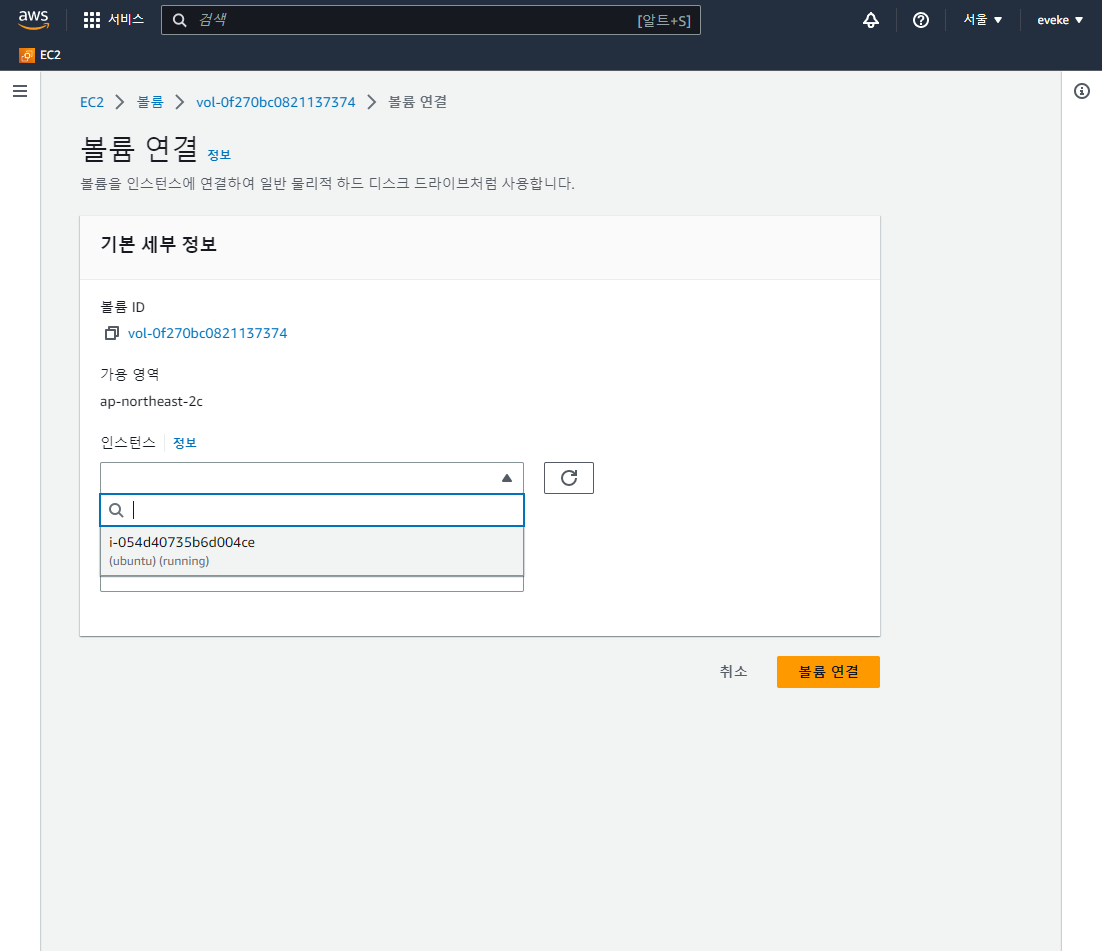 aws 서비스 검색 [알트+S] 서울 eveke
EC2
EC2 볼륨 vol-0f270bc0821137374 볼륨 연결
볼륨 연결 정보
볼륨을 인스턴스에 연결하여 일반 물리적 하드 디스크 드라이브처럼 사용합니다.
기본 세부 정보
볼륨 ID
vol-0f270bc0821137374
가용 영역
ap-northeast-2c
인스턴스 정보
i-054d40735b6d004ce
(ubuntu) (running)
취소 볼륨 연결